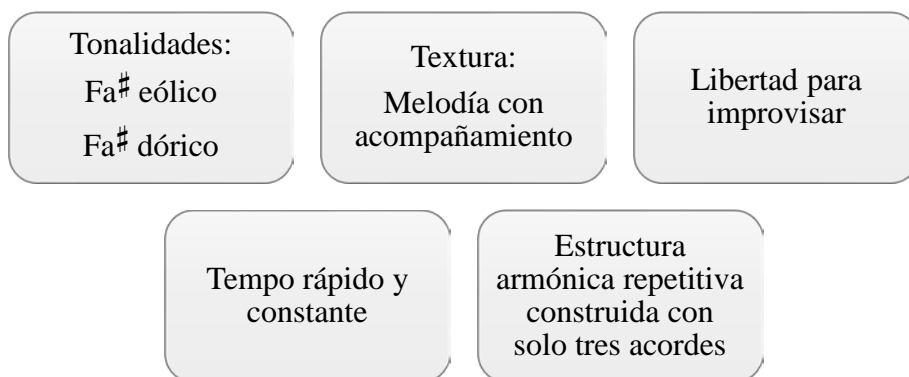 Tonalidades:
Fa♯ eólico
Fa♯ dórico
Textura:
Melodía con
acompañamiento
Libertad para
improvisar
Tempo rápido y
constante
Estructura
armónica repetitiva
construida con
solo tres acordes